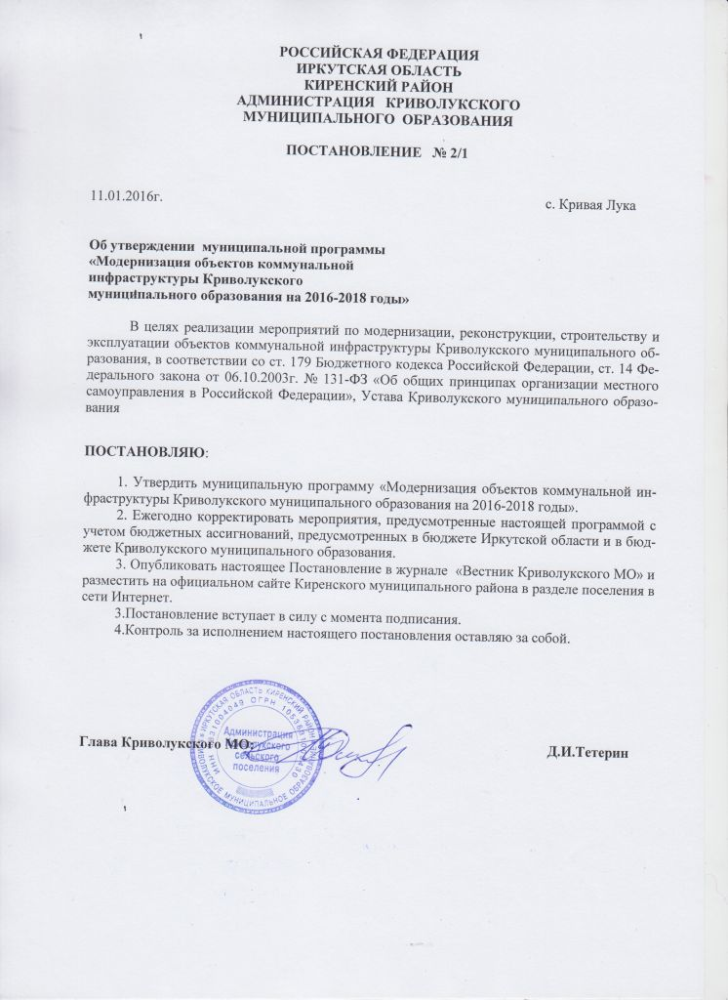 РОССИЙСКАЯ ФЕДЕРАЦИЯ
ИРКУТСКАЯ ОБЛАСТЬ
КИРЕНСКИЙ РАЙОН
АДМИНИСТРАЦИЯ КРИВОЛУКСКОГО
МУНИЦИПАЛЬНОГО ОБРАЗОВАНИЯ
ПОСТАНОВЛЕНИЕ № 2/1
11.01.2016г.
с. Кривая Лука
Об утверждении муниципальной программы
«Модернизация объектов коммунальной
инфраструктуры Криволукского
муниципального образования на 2016-2018 годы»
В целях реализации мероприятий по модернизации, реконструкции, строительству и
эксплуатации объектов коммунальной инфраструктуры Криволукского муниципального об-
разования, в соответствии со ст. 179 Бюджетного кодекса Российской Федерации, ст. 14 Фе-
дерального закона от 06.10.2003г. № 131-ФЗ «Об общих принципах организации местного
самоуправления в Российской Федерации», Устава Криволукского муниципального образо-
вания
ПОСТАНОВЛЯЮ:
1. Утвердить муниципальную программу «Модернизация объектов коммунальной ин-
фраструктуры Криволукского муниципального образования на 2016-2018 годы».
2. Ежегодно корректировать мероприятия, предусмотренные настоящей программой с
учетом бюджетных ассигнований, предусмотренных в бюджете Иркутской области и в бюд-
жете Криволукского муниципального образования.
3. Опубликовать настоящее Постановление в журнале «Вестник Криволукского МО» и
разместить на официальном сайте Киренского муниципального района в разделе поселения в
сети Интернет.
3.Постановление вступает в силу с момента подписания.
4.Контроль за исполнением настоящего постановления оставляю за собой.
ИРКУТСКАЯ ОБЛАСТЬ КИРЕНСКИЙ РАЙОН
КРИВОЛУКСКОЕ МУНИЦИПАЛЬНОЕ ОБРАЗОВАНИЕ
Администрация
Криволукского
сельского
поселения
Глава Криволукского МО:
Д.И.Тетерин